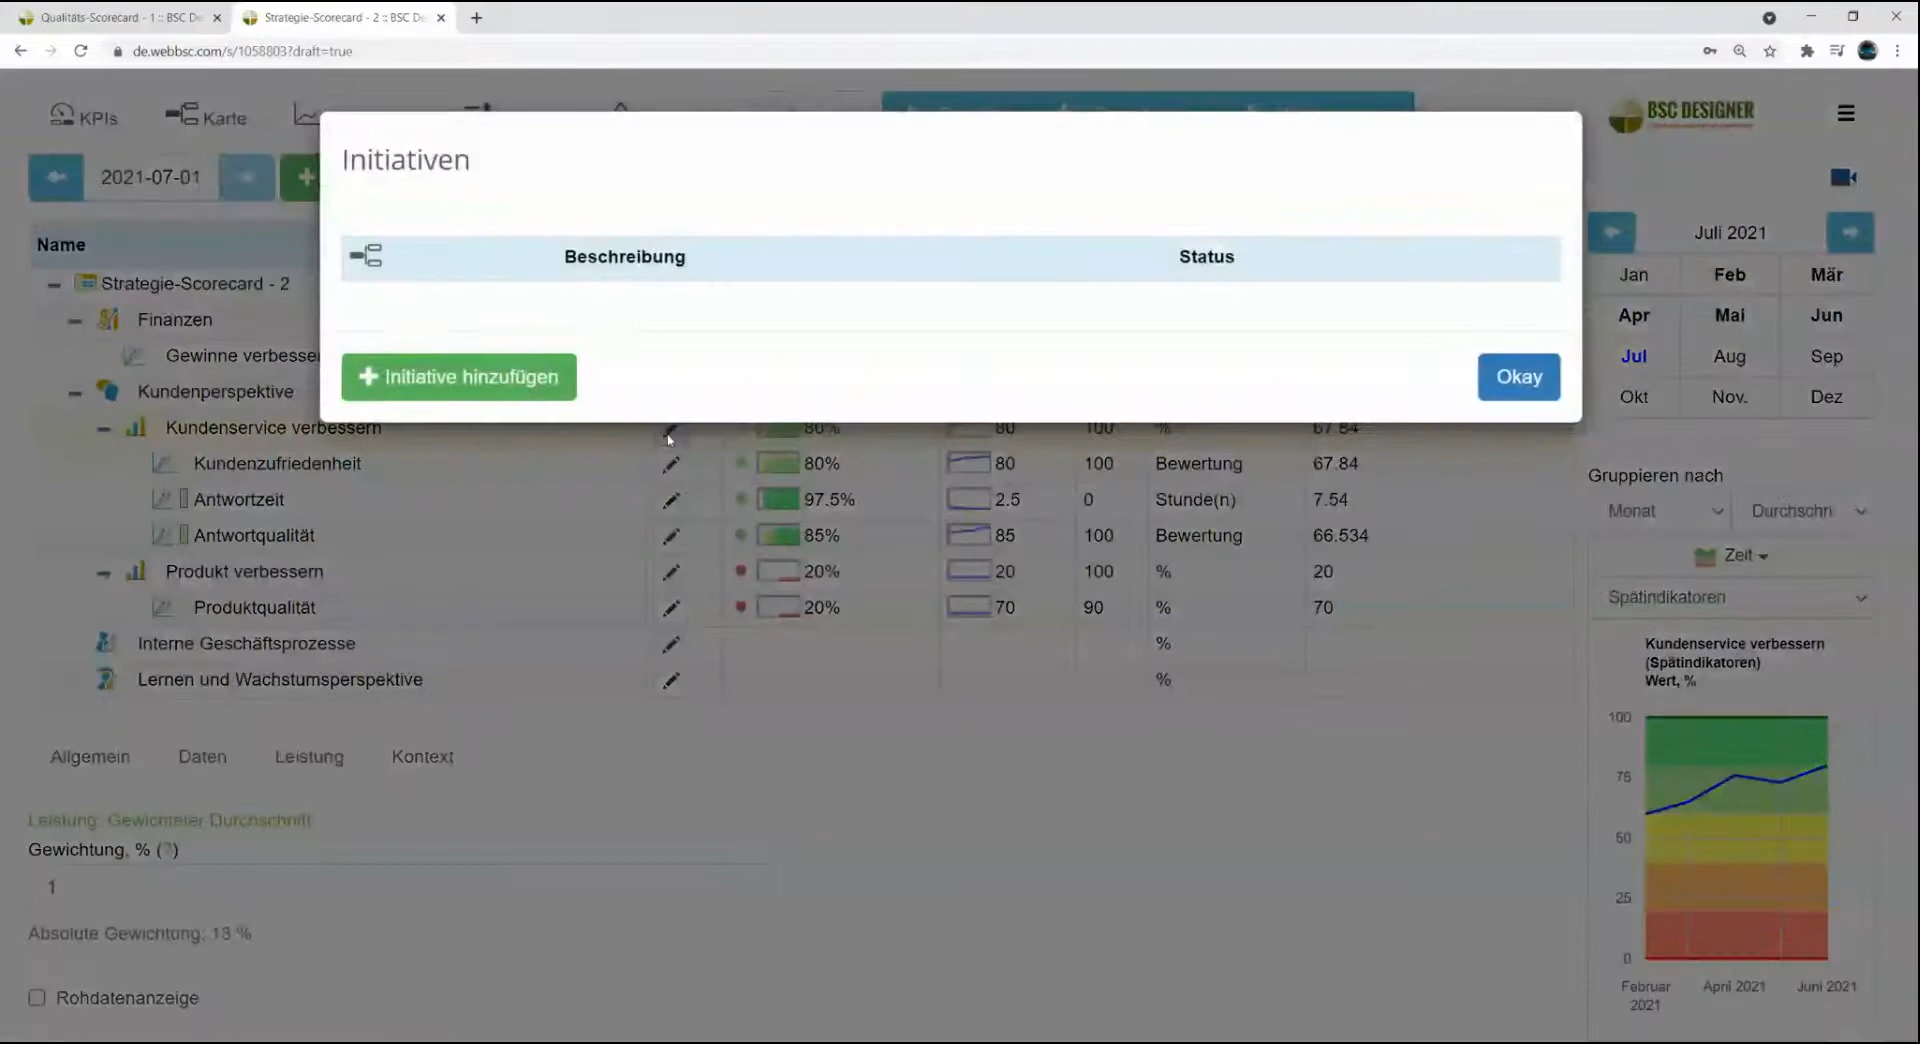 Qualitäts-Scorecard - 1 :: BSC De
Strategie-Scorecard - 2 :: BSC De
de.webbsc.com/s/1058803?draft=true
KPIs
Karte
BSC DESIGNER
Initiativen
2021-07-01
Juli 2021
Name
Beschreibung
Status
Jan
Feb
Mär
Strategie-Scorecard - 2
Finanzen
Apr
Mai
Jun
Gewinne verbesser
Jul
Aug
Sep
Initiative hinzufügen
Okay
Kundenperspektive
Okt
Nov.
Dez
Kundenservice verbessern
80%
80
100
%
67.84
Kundenzufriedenheit
80%
80
100
Bewertung
67.84
Gruppieren nach
Antwortzeit
97.5%
2.5
0
Stunde(n)
7.54
Monat
Durchschn
Antwortqualität
85%
85
100
Bewertung
66.534
Zeit
Produkt verbessern
20%
20
100
%
20
Spätindikatoren
Produktqualität
20%
70
90
%
70
Interne Geschäftsprozesse
%
Lernen und Wachstumsperspektive
%
Kundenservice verbessern
(Spätindikatoren)
Wert, %
Allgemein
Daten
Leistung
Kontext
Leistung: Gewichteter Durchschnitt
Gewichtung, % (?)
1
Absolute Gewichtung: 13 %
Rohdatenanzeige
100
75
50
25
0
Februar
2021
April 2021
Juni 2021